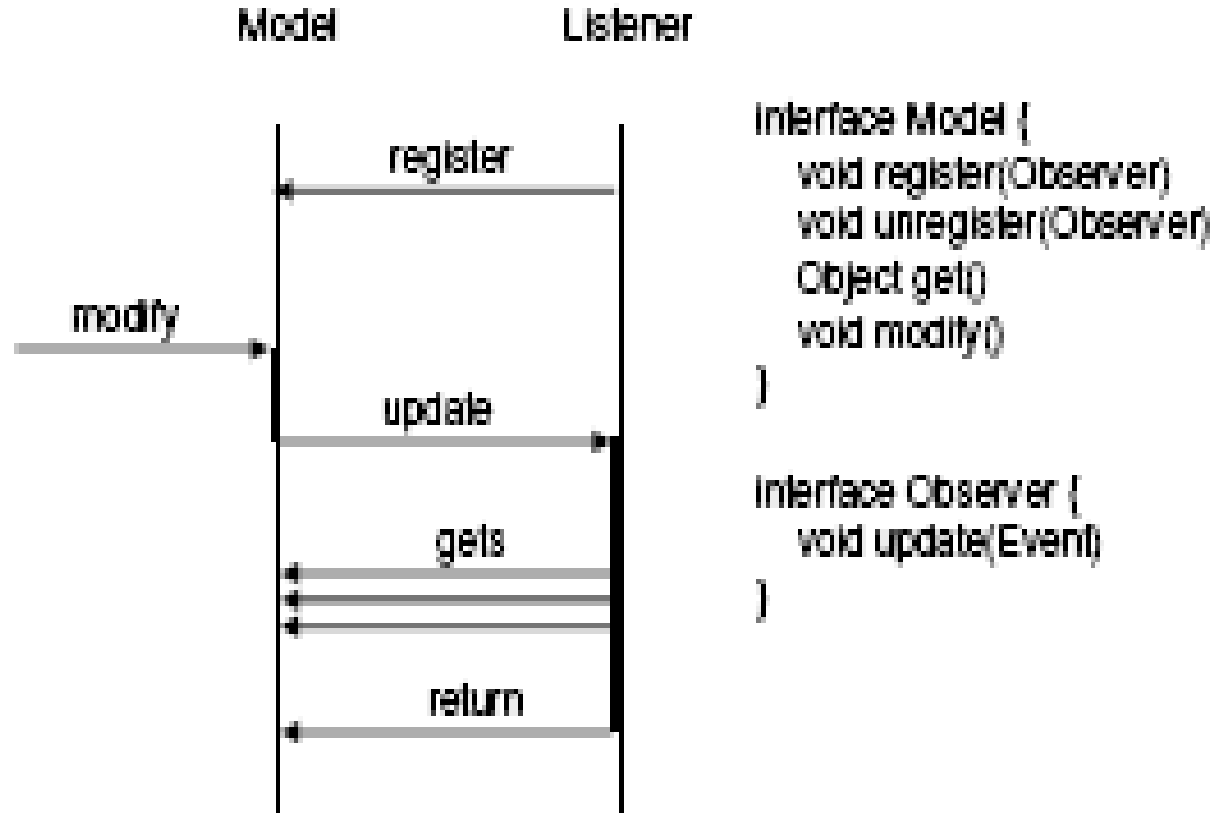 Model
Listener
register
modify
update
gets
return
interface Model {
void register(Observer)
void unregister(Observer)
Object get()
void modify()
}
interface Observer {
void update(Event)
}